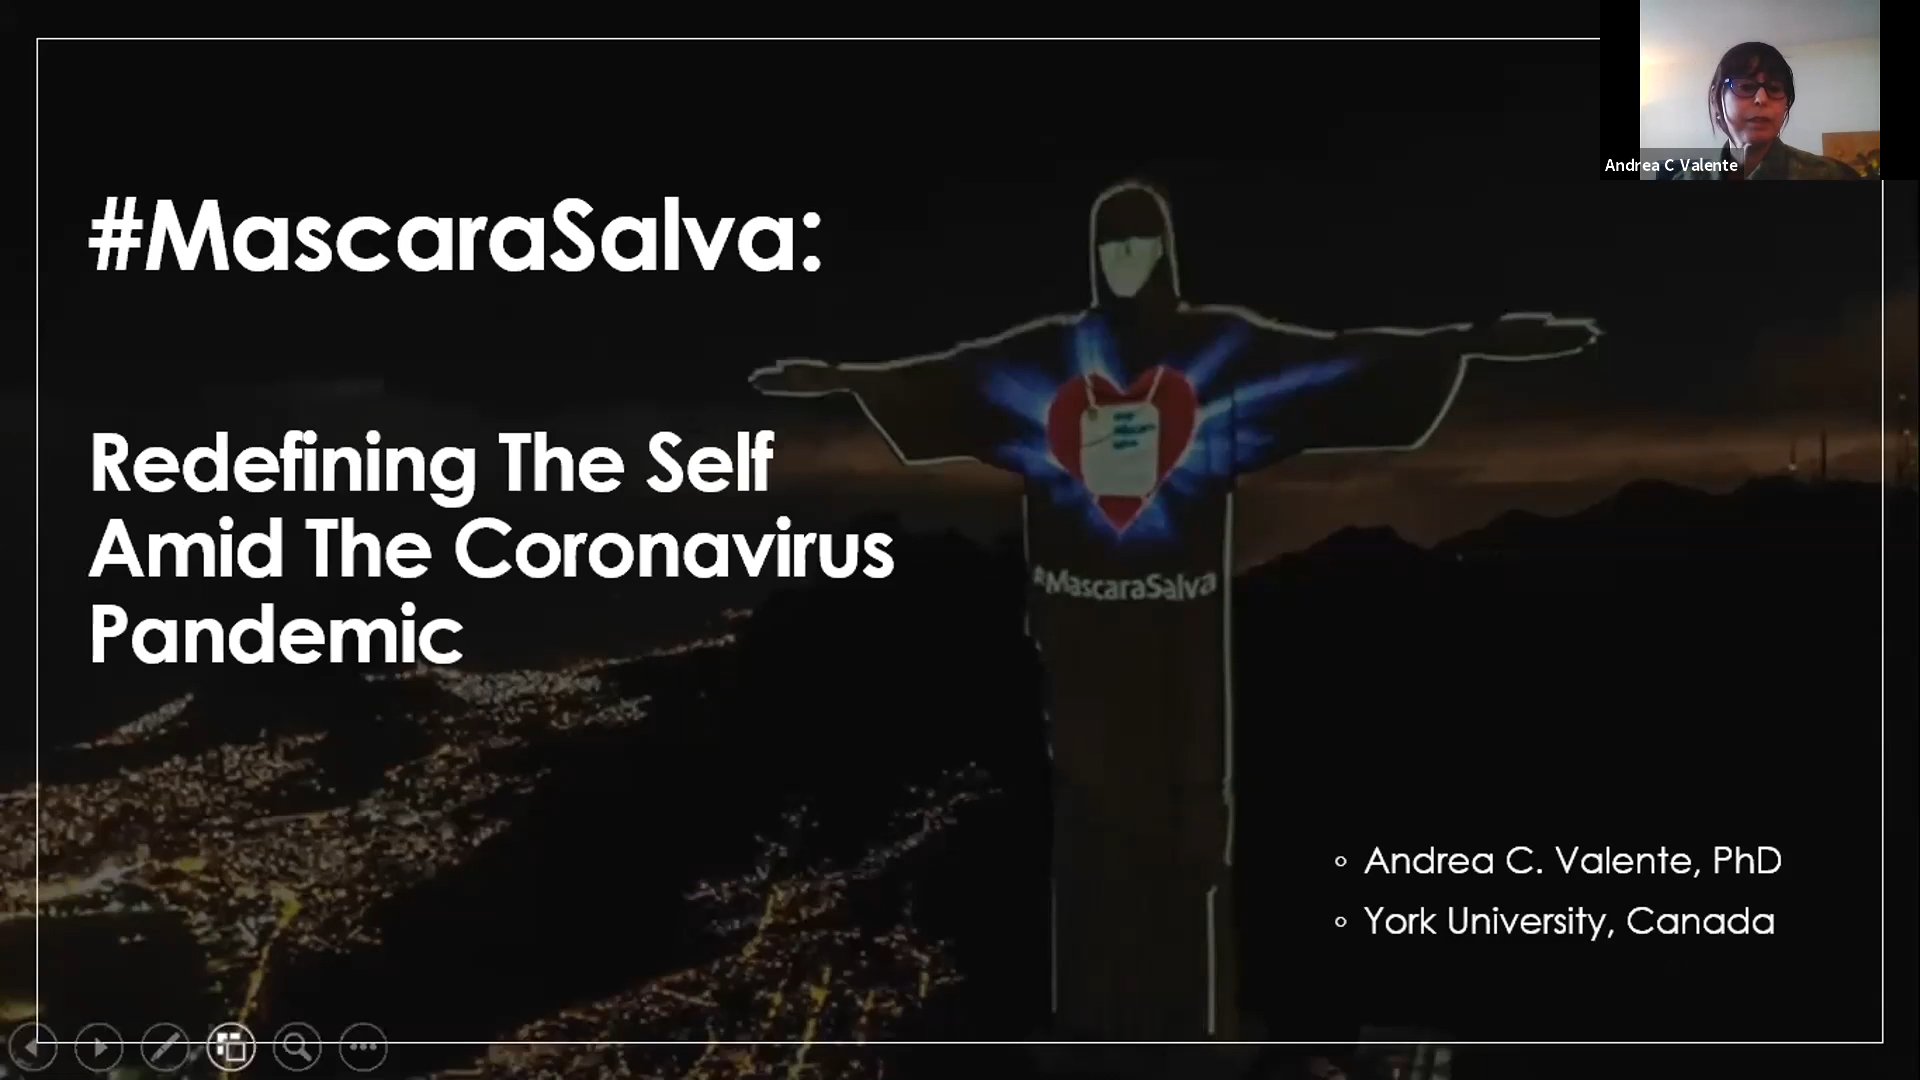 Andrea C Valente
#MascaraSalva:
Redefining The Self
Amid The Coronavirus
Pandemic
#MascaraSalva
Andrea C. Valente, PhD
York University, Canada